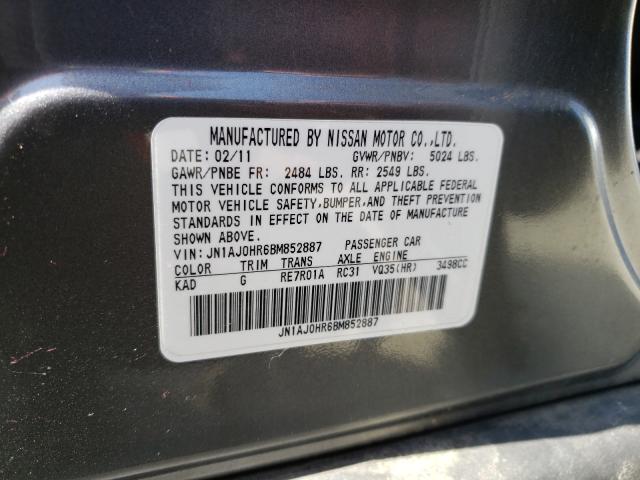 MANUFACTURED BY NISSAN MOTOR CO.,LTD.
DATE: 02/11 GVWR/PNBV: 5024 LBS.
GAWR/PNBE FR: 2484 LBS. RR: 2549 LBS.
THIS VEHICLE CONFORMS TO ALL APPLICABLE FEDERAL
MOTOR VEHICLE SAFETY, BUMPER, AND THEFT PREVENTION
STANDARDS IN EFFECT ON THE DATE OF MANUFACTURE
SHOWN ABOVE.
VIN: JN1AJ0HR6BM852887 PASSENGER CAR
COLOR TRIM TRANS AXLE ENGINE
KAD G RE7R01A RC31 VQ35(HR) 3498CC
JN1AJ0HR6BM852887